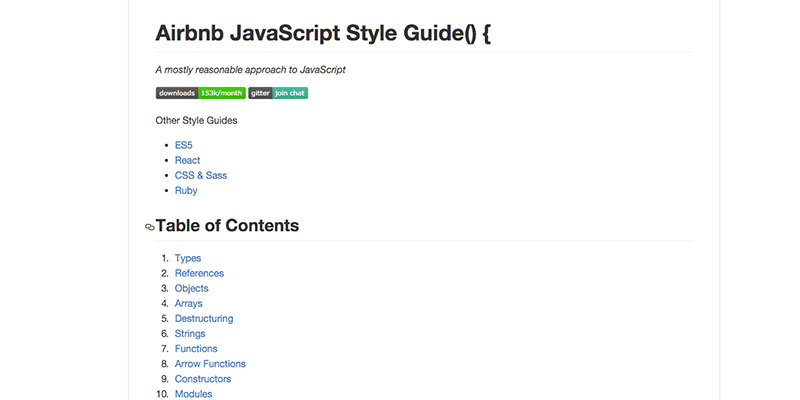 Airbnb JavaScript Style Guide() {
A mostly reasonable approach to JavaScript
downloads 153k/month gitter join chat
Other Style Guides
• ES5
• React
• CSS & Sass
• Ruby
Table of Contents
1. Types
2. References
3. Objects
4. Arrays
5. Destructuring
6. Strings
7. Functions
8. Arrow Functions
9. Constructors
10. Modules